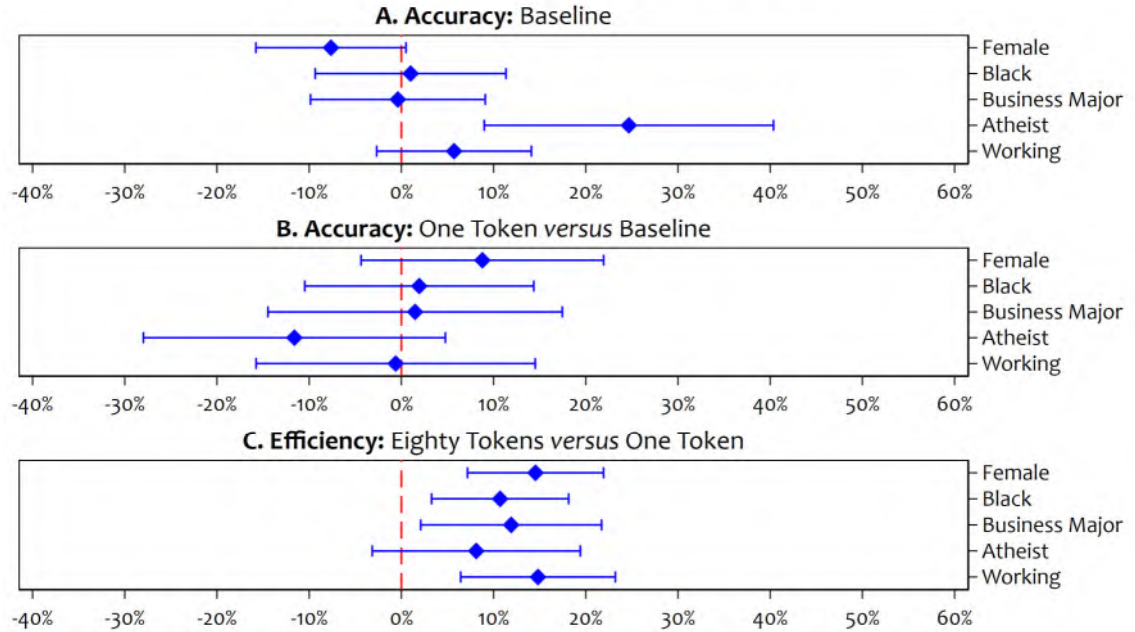 A. Accuracy: Baseline
Female
Black
Business Major
Atheist
Working
-40% -30% -20% -10% 0% 10% 20% 30% 40% 50% 60%
B. Accuracy: One Token versus Baseline
Female
Black
Business Major
Atheist
Working
-40% -30% -20% -10% 0% 10% 20% 30% 40% 50% 60%
C. Efficiency: Eighty Tokens versus One Token
Female
Black
Business Major
Atheist
Working
-40% -30% -20% -10% 0% 10% 20% 30% 40% 50% 60%